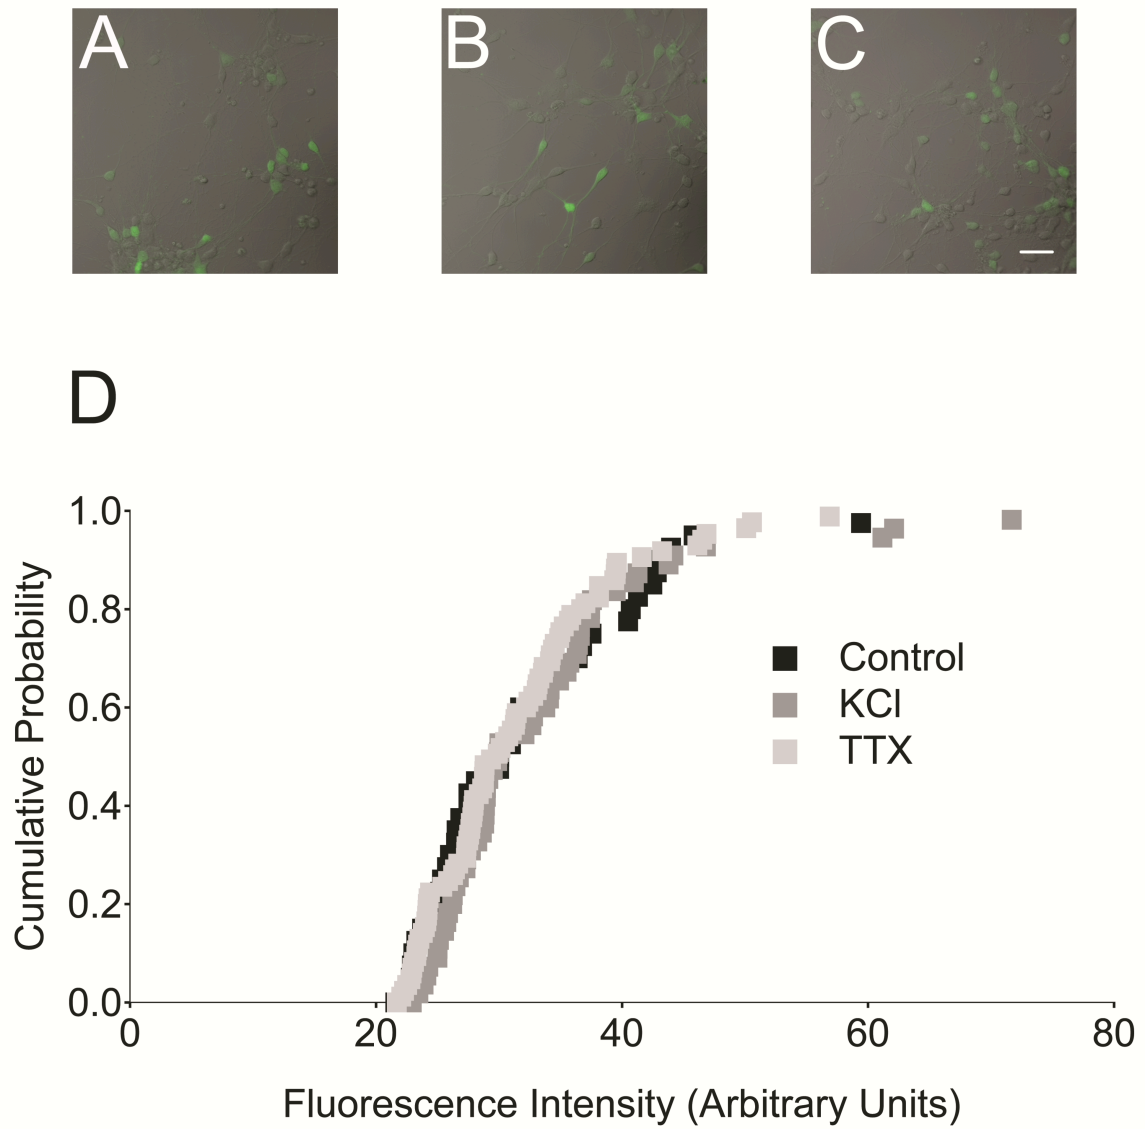 A B C
D
Cumulative Probability
1.0
0.8
0.6
0.4
0.2
0.0
0 20 40 60 80
Control
KCl
TTX
Fluorescence Intensity (Arbitrary Units)